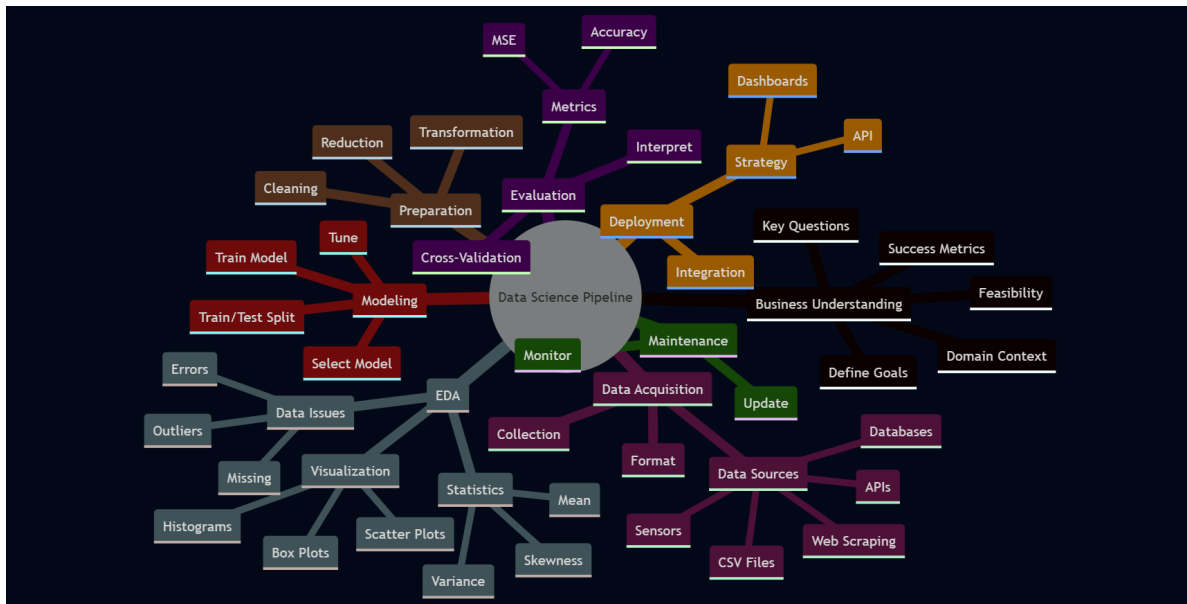 MSE
Accuracy
Metrics
Dashboards
API
Strategy
Transformation
Reduction
Interpret
Cleaning
Evaluation
Preparation
Deployment
Key Questions
Tune
Cross-Validation
Integration
Success Metrics
Train Model
Modeling
Data Science Pipeline
Business Understanding
Feasibility
Train/Test Split
Select Model
Monitor
Maintenance
Define Goals
Domain Context
Errors
EDA
Data Acquisition
Update
Data Issues
Outliers
Collection
Databases
Missing
Visualization
Format
Data Sources
APIs
Statistics
Mean
Histograms
Scatter Plots
Sensors
Web Scraping
Box Plots
Skewness
CSV Files
Variance